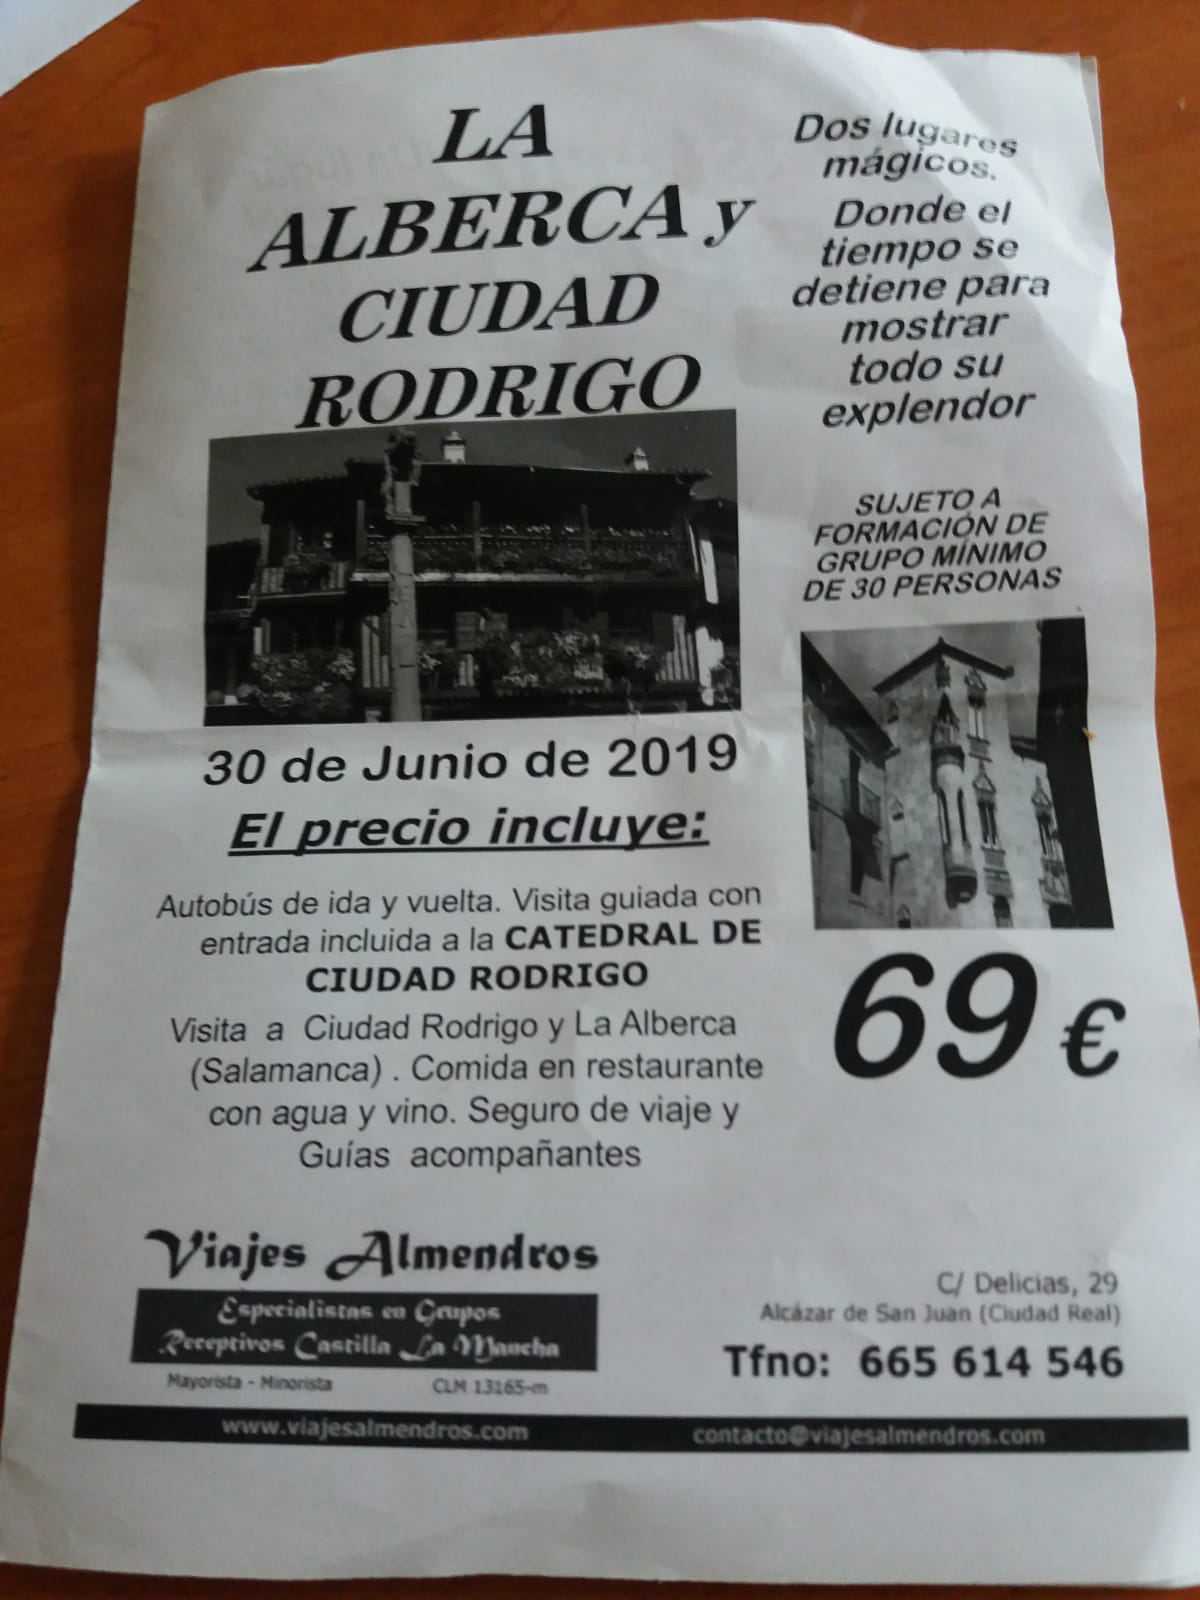 LA
ALBERCA y
CIUDAD
RODRIGO
Dos lugares
mágicos.
Donde el
tiempo se
detiene para
mostrar
todo su
explendor
SUJETO A
FORMACIÓN DE
GRUPO MÍNIMO
DE 30 PERSONAS
30 de Junio de 2019
El precio incluye:
Autobús de ida y vuelta. Visita guiada con
entrada incluida a la CATEDRAL DE
CIUDAD RODRIGO
Visita a Ciudad Rodrigo y La Alberca
(Salamanca) . Comida en restaurante
con agua y vino. Seguro de viaje y
Guías acompañantes
69 €
Viajes Almendros
Especialistas en Grupos
Receptivos Castilla La Mancha
Mayorista - Minorista CLM 13165-m
C/ Delicias, 29
Alcázar de San Juan (Ciudad Real)
Tfno: 665 614 546
www.viajesalmendros.com contacto@viajesalmendros.com